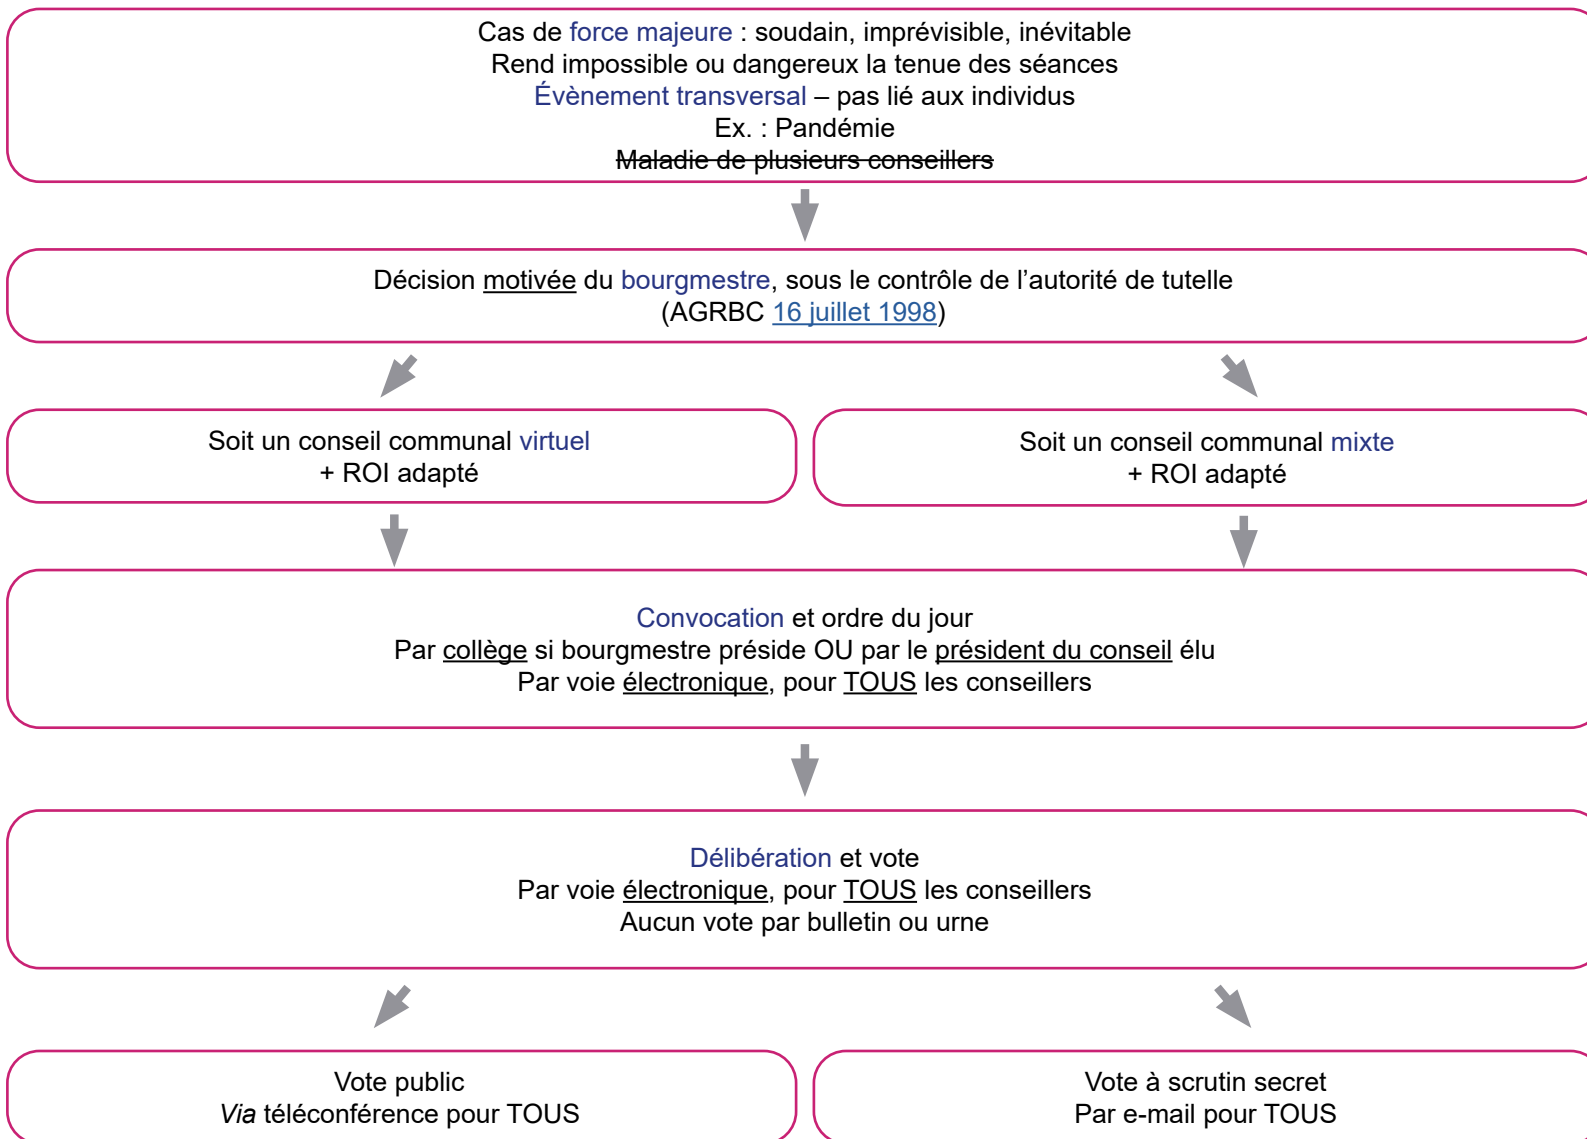 Cas de force majeure : soudain, imprévisible, inévitable
Rend impossible ou dangereux la tenue des séances
Évènement transversal – pas lié aux individus
Ex. : Pandémie
Maladie de plusieurs conseillers
Décision motivée du bourgmestre, sous le contrôle de l’autorité de tutelle
(AGRBC 16 juillet 1998)
Soit un conseil communal virtuel
+ ROI adapté
Soit un conseil communal mixte
+ ROI adapté
Convocation et ordre du jour
Par collège si bourgmestre préside OU par le président du conseil élu
Par voie électronique, pour TOUS les conseillers
Délibération et vote
Par voie électronique, pour TOUS les conseillers
Aucun vote par bulletin ou urne
Vote public
Via téléconférence pour TOUS
Vote à scrutin secret
Par e-mail pour TOUS